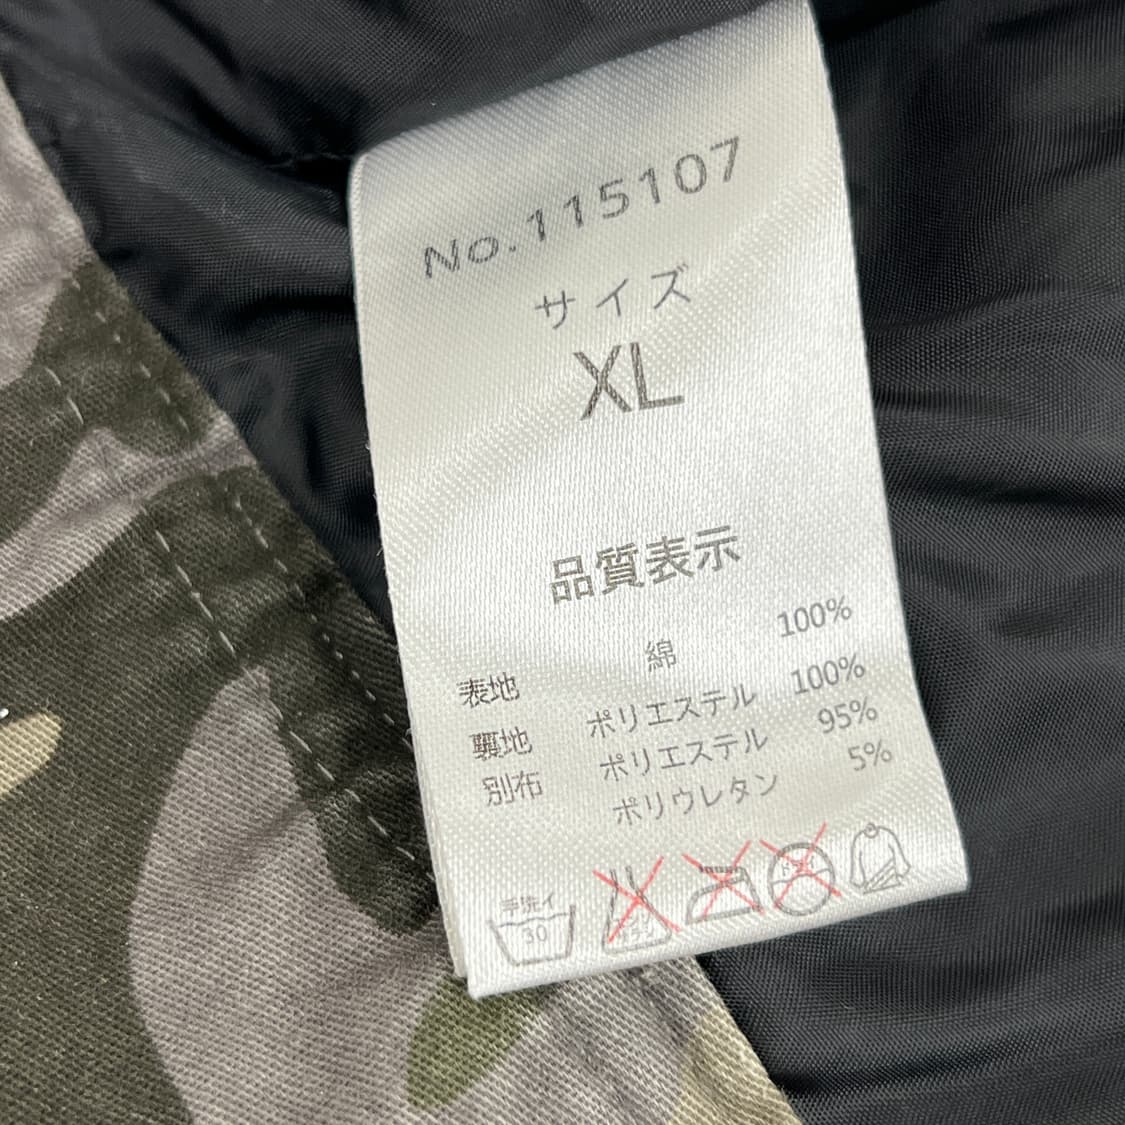 No.115107
サイズ
XL
品質表示
表地 綿 100%
裏地 ポリエステル 100%
別布 ポリエステル 95%
ポリウレタン 5%
手洗イ
30